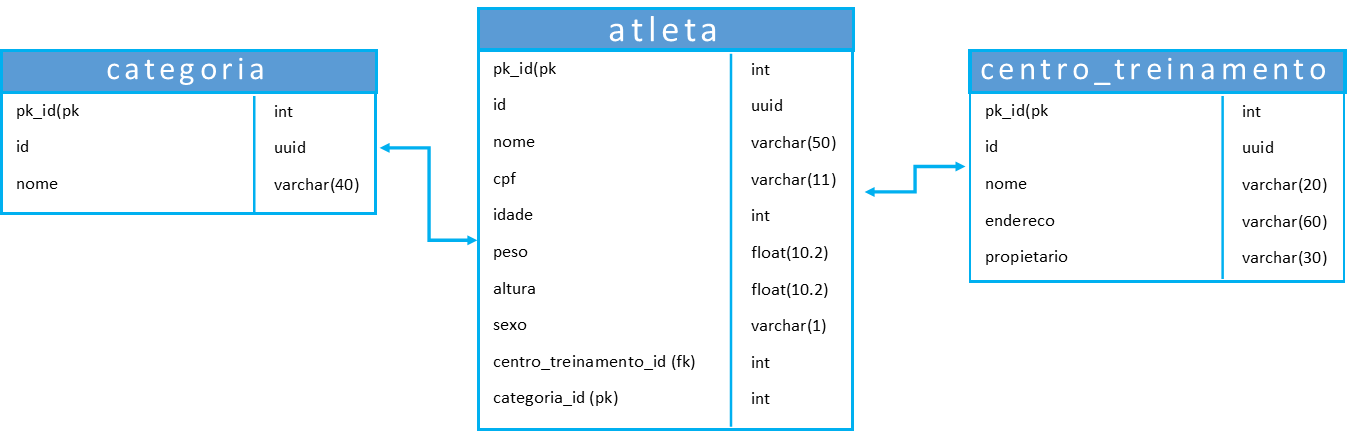 categoria
pk_id(pk int
id uuid
nome varchar(40)
atleta
pk_id(pk int
id uuid
nome varchar(50)
cpf varchar(11)
idade int
peso float(10.2)
altura float(10.2)
sexo varchar(1)
centro_treinamento_id (fk) int
categoria_id (pk) int
centro_treinamento
pk_id(pk int
id uuid
nome varchar(20)
endereco varchar(60)
propietario varchar(30)